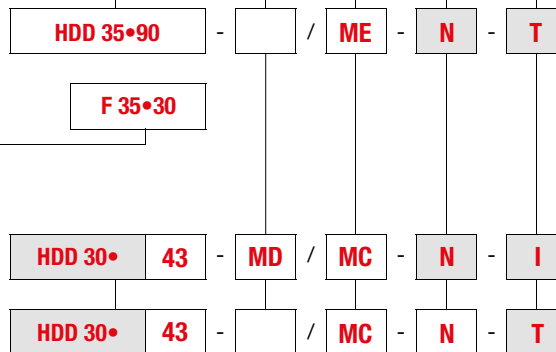 HDD 35•90 - / ME - N - T
F 35•30
HDD 30• 43 - MD / MC - N - I
HDD 30• 43 - / MC - N - T